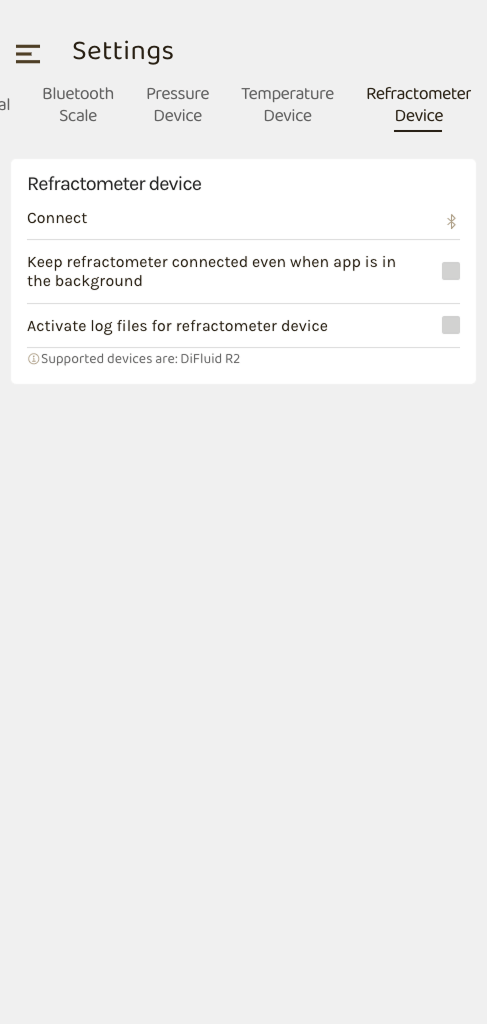 Settings
al
Bluetooth
Scale
Pressure
Device
Temperature
Device
Refractometer
Device
Refractometer device
Connect
Keep refractometer connected even when app is in
the background
Activate log files for refractometer device
Supported devices are: DiFluid R2